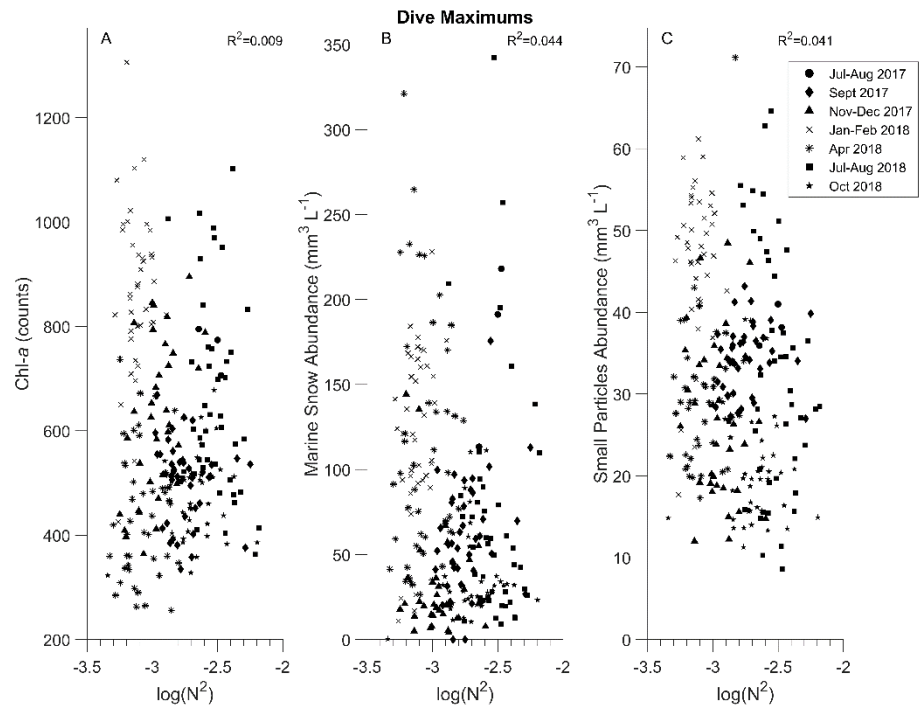 Dive Maximums
A
R²=0.009
Chl-a (counts)
1200
1000
800
600
400
200
-3.5
-3
-2.5
-2
log(N²)
B
R²=0.044
Marine Snow Abundance (mm³ L⁻¹)
350
300
250
200
150
100
50
0
-3.5
-3
-2.5
-2
log(N²)
C
R²=0.041
Small Particles Abundance (mm³ L⁻¹)
70
60
50
40
30
20
10
0
-3.5
-3
-2.5
-2
log(N²)
Jul-Aug 2017
Sept 2017
Nov-Dec 2017
Jan-Feb 2018
Apr 2018
Jul-Aug 2018
Oct 2018